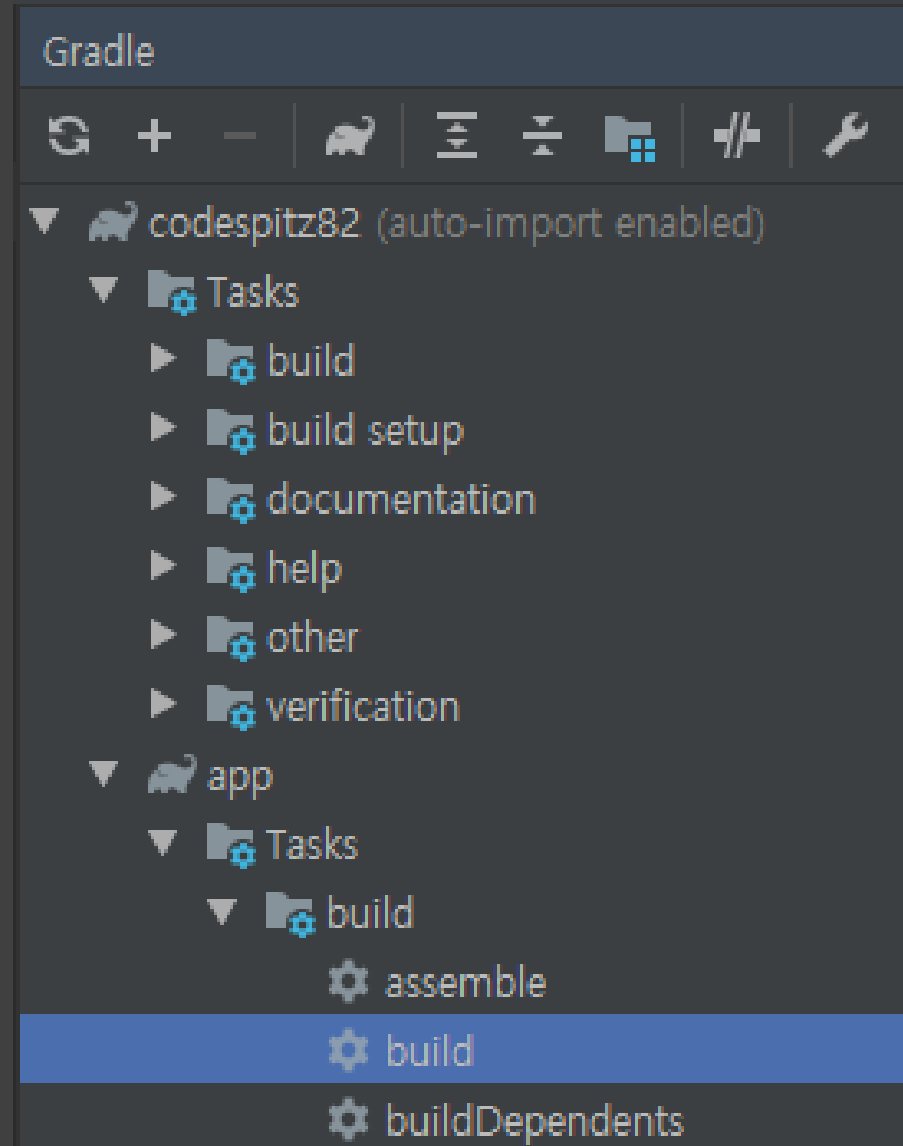 Gradle
codespitz82 (auto-import enabled)
Tasks
build
build setup
documentation
help
other
verification
app
Tasks
build
assemble
build
buildDependents